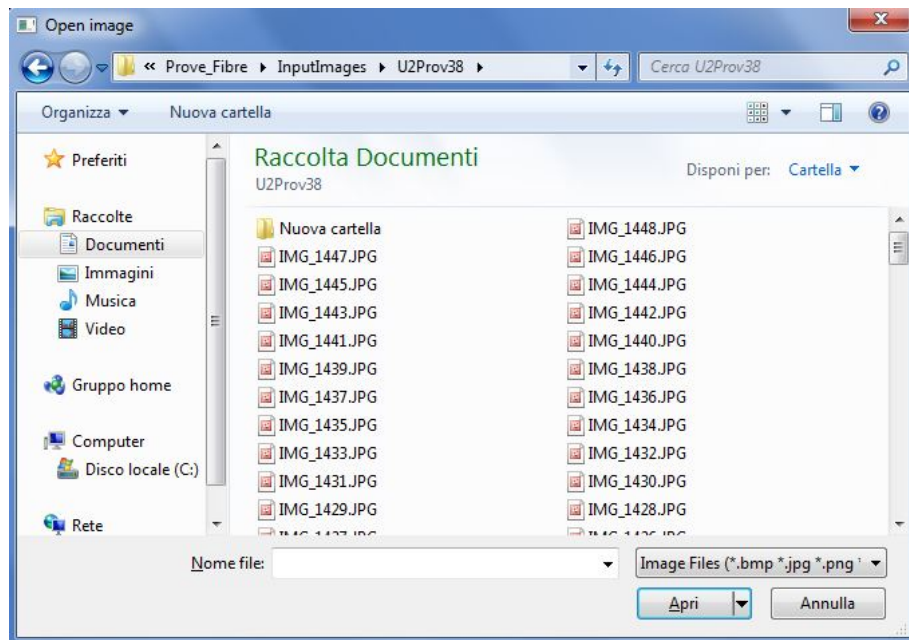 Open image
« Prove_Fibre InputImages U2Prov38
Cerca U2Prov38
Organizza Nuova cartella
Preferiti
Raccolte
Documenti
Immagini
Musica
Video
Gruppo home
Computer
Disco locale (C:)
Rete
Raccolta Documenti
U2Prov38
Disponi per: Cartella
Nuova cartella IMG_1448.JPG
IMG_1447.JPG IMG_1446.JPG
IMG_1445.JPG IMG_1444.JPG
IMG_1443.JPG IMG_1442.JPG
IMG_1441.JPG IMG_1440.JPG
IMG_1439.JPG IMG_1438.JPG
IMG_1437.JPG IMG_1436.JPG
IMG_1435.JPG IMG_1434.JPG
IMG_1433.JPG IMG_1432.JPG
IMG_1431.JPG IMG_1430.JPG
IMG_1429.JPG IMG_1428.JPG
Nome file:
Image Files (*.bmp *.jpg *.png
Apri Annulla